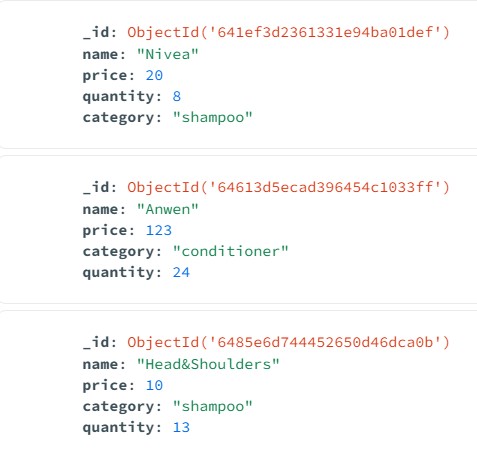 _id: ObjectId('641ef3d2361331e94ba01def')
name: "Nivea"
price: 20
quantity: 8
category: "shampoo"
_id: ObjectId('64613d5ecad396454c1033ff')
name: "Anwen"
price: 123
category: "conditioner"
quantity: 24
_id: ObjectId('6485e6d744452650d46dca0b')
name: "Head&Shoulders"
price: 10
category: "shampoo"
quantity: 13